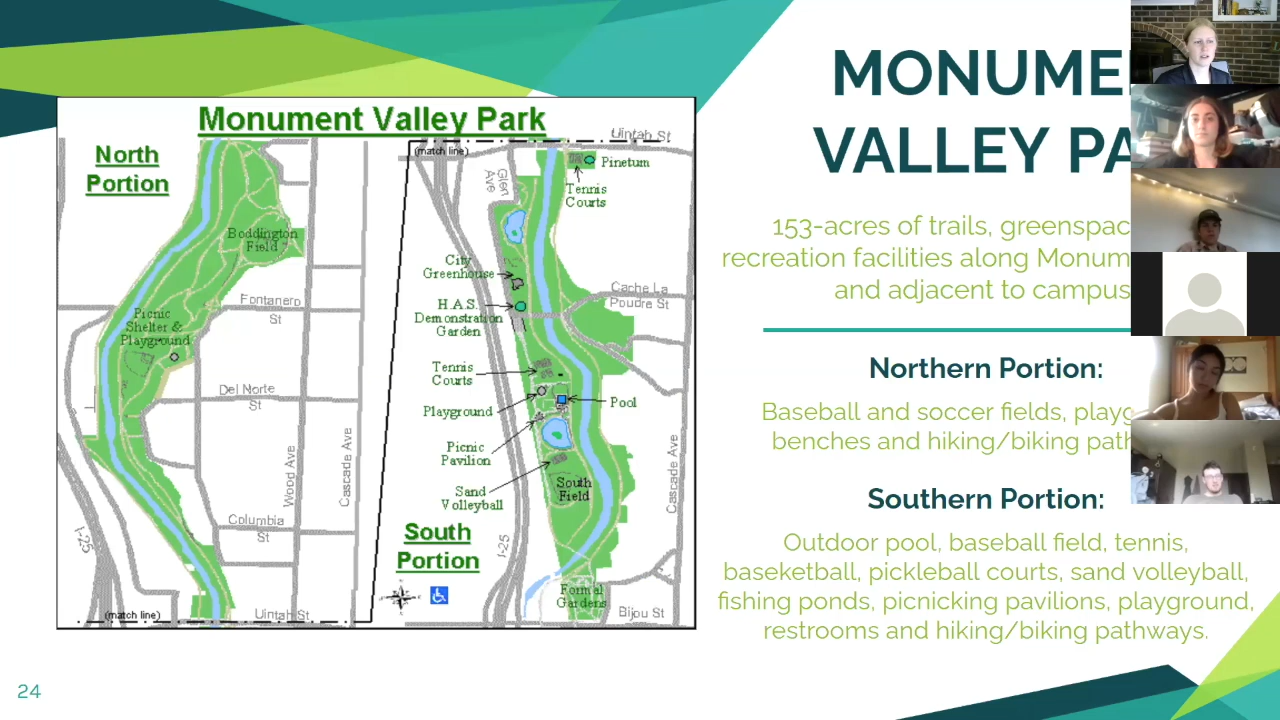 Monument Valley Park
North
Portion
Boddington
Field
Picnic
Shelter &
Playground
Fontanero
St
Del Norte
St
Wood Ave
Cascade Ave
Columbia
St
I-25
(match line)
Uintah St
(match line)
Uintah St
Glen
Ave
Pinetum
Tennis
Courts
City
Greenhouse
H.A.S.
Demonstration
Garden
Cache La
Poudre St
Tennis
Courts
Playground
Pool
Picnic
Pavilion
Sand
Volleyball
South
Field
Cascade Ave
South
Portion
I-25
Formal
Gardens
Bijou St
MONUME
VALLEY PA
153-acres of trails, greenspac
recreation facilities along Monum
and adjacent to campus
Northern Portion:
Baseball and soccer fields, playg
benches and hiking/biking path
Southern Portion:
Outdoor pool, baseball field, tennis,
baseketball, pickleball courts, sand volleyball,
fishing ponds, picnicking pavilions, playground,
restrooms and hiking/biking pathways.
24